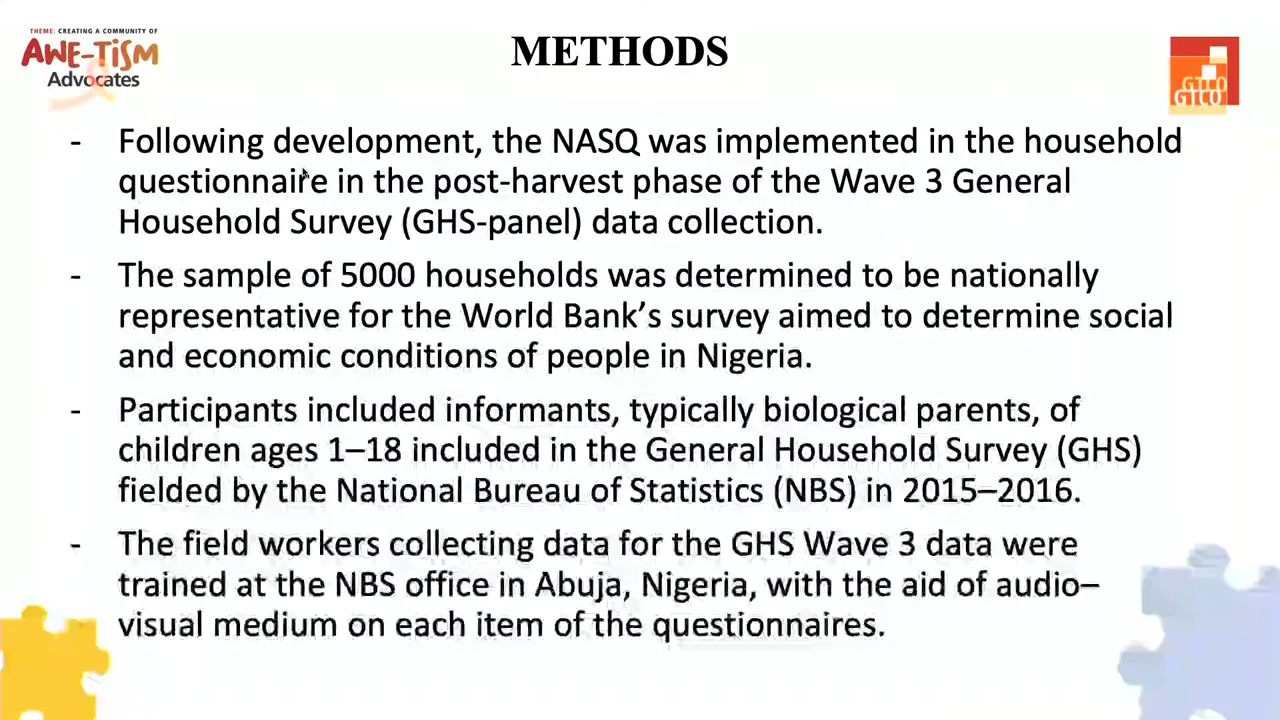 THEME: CREATING A COMMUNITY OF
AWE-TISM
Advocates
METHODS
GTCO
GTCO
- Following development, the NASQ was implemented in the household
questionnaire in the post-harvest phase of the Wave 3 General
Household Survey (GHS-panel) data collection.
- The sample of 5000 households was determined to be nationally
representative for the World Bank’s survey aimed to determine social
and economic conditions of people in Nigeria.
- Participants included informants, typically biological parents, of
children ages 1–18 included in the General Household Survey (GHS)
fielded by the National Bureau of Statistics (NBS) in 2015–2016.
- The field workers collecting data for the GHS Wave 3 data were
trained at the NBS office in Abuja, Nigeria, with the aid of audio–
visual medium on each item of the questionnaires.